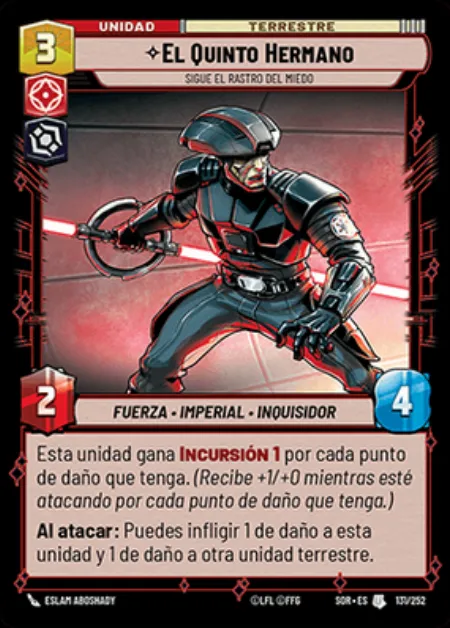 UNIDAD
TERRESTRE
3
El Quinto Hermano
SIGUE EL RASTRO DEL MIEDO
2
FUERZA • IMPERIAL • INQUISIDOR
4
Esta unidad gana INCURSIÓN 1 por cada punto
de daño que tenga. (Recibe +1/+0 mientras esté
atacando por cada punto de daño que tenga.)
Al atacar: Puedes infligir 1 de daño a esta
unidad y 1 de daño a otra unidad terrestre.
ESLAM ABOSHADY
©LFL ©FFG
SOR • ES
131/252